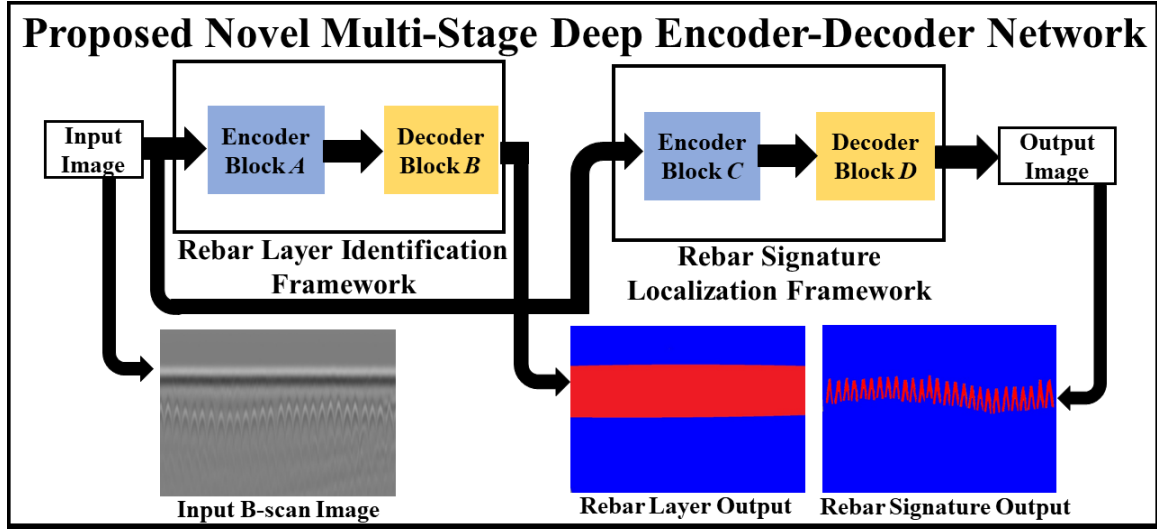 Proposed Novel Multi-Stage Deep Encoder-Decoder Network
Input
Image
Encoder
Block A
Decoder
Block B
Rebar Layer Identification
Framework
Encoder
Block C
Decoder
Block D
Rebar Signature
Localization Framework
Output
Image
Input B-scan Image
Rebar Layer Output
Rebar Signature Output